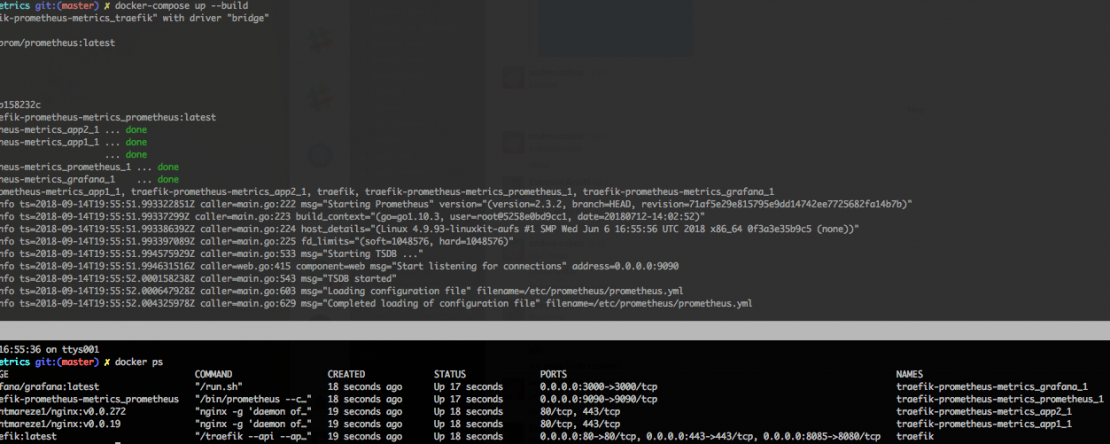 etrics git:(master) ✗ docker-compose up --build
fik-prometheus-metrics_traefik" with driver "bridge"
prom/prometheus:latest
b158232c
efik-prometheus-metrics_prometheus:latest
heus-metrics_app2_1 ... done
heus-metrics_app1_1 ... done
... done
heus-metrics_prometheus_1 ... done
heus-metrics_grafana_1 ... done
ometheus-metrics_app1_1, traefik-prometheus-metrics_app2_1, traefik, traefik-prometheus-metrics_prometheus_1, traefik-prometheus-metrics_grafana_1
nfo ts=2018-09-14T19:55:51.993322851Z caller=main.go:222 msg="Starting Prometheus" version="(version=2.3.2, branch=HEAD, revision=71af5e29e815795e9dd14742ee7725682fa14b7b)"
nfo ts=2018-09-14T19:55:51.99337299Z caller=main.go:223 build_context="(go=go1.10.3, user=root@5258e0bd9cc1, date=20180712-14:02:52)"
nfo ts=2018-09-14T19:55:51.993386392Z caller=main.go:224 host_details="(Linux 4.9.93-linuxkit-aufs #1 SMP Wed Jun 6 16:55:56 UTC 2018 x86_64 0f3a3e35b9c5 (none))"
nfo ts=2018-09-14T19:55:51.993397089Z caller=main.go:225 fd_limits="(soft=1048576, hard=1048576)"
nfo ts=2018-09-14T19:55:51.994575929Z caller=main.go:533 msg="Starting TSDB ..."
nfo ts=2018-09-14T19:55:51.994631516Z caller=web.go:415 component=web msg="Start listening for connections" address=0.0.0.0:9090
nfo ts=2018-09-14T19:55:52.000158238Z caller=main.go:543 msg="TSDB started"
nfo ts=2018-09-14T19:55:52.000647928Z caller=main.go:603 msg="Loading configuration file" filename=/etc/prometheus/prometheus.yml
nfo ts=2018-09-14T19:55:52.004325978Z caller=main.go:629 msg="Completed loading of configuration file" filename=/etc/prometheus/prometheus.yml
16:55:36 on ttys001
etrics git:(master) ✗ docker ps
GE COMMAND CREATED STATUS PORTS NAMES
afana/grafana:latest "/run.sh" 18 seconds ago Up 17 seconds 0.0.0.0:3000->3000/tcp traefik-prometheus-metrics_grafana_1
efik-prometheus-metrics_prometheus "/bin/prometheus --c…" 18 seconds ago Up 17 seconds 0.0.0.0:9090->9090/tcp traefik-prometheus-metrics_prometheus_1
ntmareze1/nginx:v0.0.272 "nginx -g 'daemon of…" 19 seconds ago Up 18 seconds 80/tcp, 443/tcp traefik-prometheus-metrics_app2_1
ntmareze1/nginx:v0.0.19 "nginx -g 'daemon of…" 19 seconds ago Up 18 seconds 80/tcp, 443/tcp traefik-prometheus-metrics_app1_1
efik:latest "/traefik --api --ap…" 19 seconds ago Up 18 seconds 0.0.0.0:80->80/tcp, 0.0.0.0:443->443/tcp, 0.0.0.0:8085->8080/tcp traefik